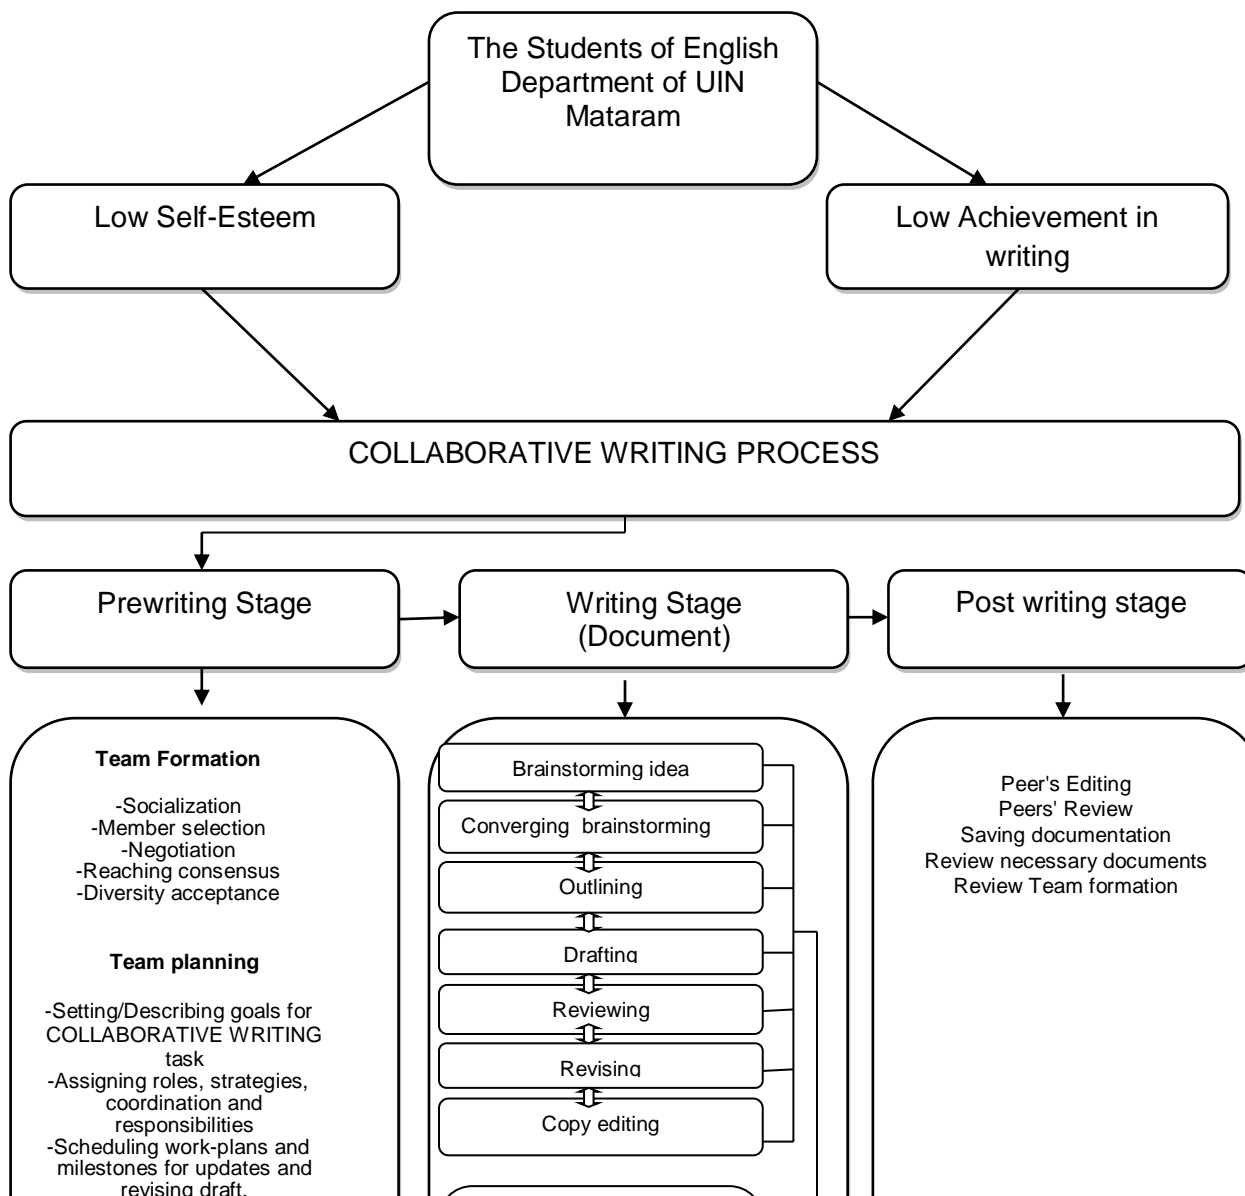 The Students of English
Department of UIN
Mataram
Low Self-Esteem
Low Achievement in
writing
COLLABORATIVE WRITING PROCESS
Prewriting Stage
Writing Stage
(Document)
Post writing stage
Team Formation
-Socialization
-Member selection
-Negotiation
-Reaching consensus
-Diversity acceptance
Team planning
-Setting/Describing goals for
COLLABORATIVE WRITING
task
-Assigning roles, strategies,
coordination and
responsibilities
-Scheduling work-plans and
milestones for updates and
revising draft.
Brainstorming idea
Converging brainstorming
Outlining
Drafting
Reviewing
Revising
Copy editing
Peer's Editing
Peers' Review
Saving documentation
Review necessary documents
Review Team formation